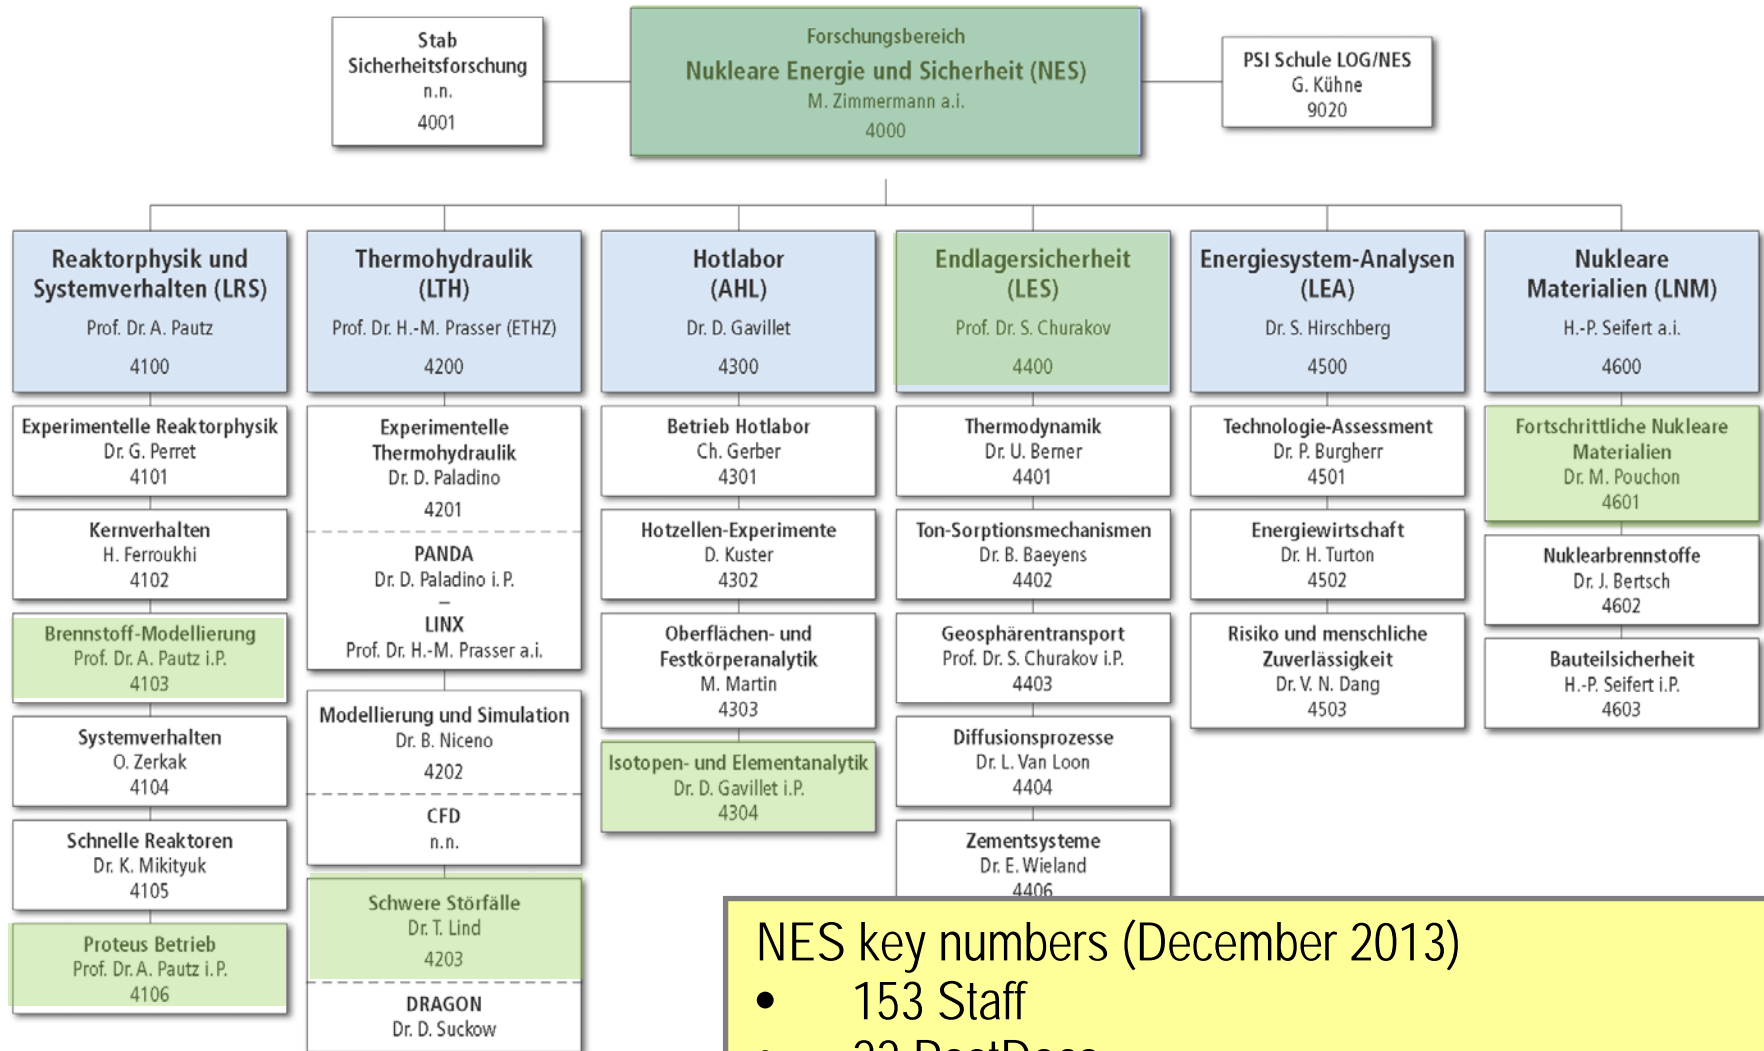 Stab
Sicherheitsforschung
n.n.
4001
Forschungsbereich
Nukleare Energie und Sicherheit (NES)
M. Zimmermann a.i.
4000
PSI Schule LOG/NES
G. Kühne
9020
Reaktorphysik und
Systemverhalten (LRS)
Prof. Dr. A. Pautz
4100
Experimentelle Reaktorphysik
Dr. G. Perret
4101
Kernverhalten
H. Ferroukhi
4102
Brennstoff-Modellierung
Prof. Dr. A. Pautz i.P.
4103
Systemverhalten
O. Zerkak
4104
Schnelle Reaktoren
Dr. K. Mikityuk
4105
Proteus Betrieb
Prof. Dr. A. Pautz i.P.
4106
Thermohydraulik
(LTH)
Prof. Dr. H.-M. Prasser (ETHZ)
4200
Experimentelle
Thermohydraulik
Dr. D. Paladino
4201
PANDA
Dr. D. Paladino i.P.
–
LINX
Prof. Dr. H.-M. Prasser a.i.
Modellierung und Simulation
Dr. B. Niceno
4202
CFD
n.n.
Schwere Störfälle
Dr. T. Lind
4203
DRAGON
Dr. D. Suckow
Hotlabor
(AHL)
Dr. D. Gavillet
4300
Betrieb Hotlabor
Ch. Gerber
4301
Hotzellen-Experimente
D. Kuster
4302
Oberflächen- und
Festkörperanalytik
M. Martin
4303
Isotopen- und Elementanalytik
Dr. D. Gavillet i.P.
4304
Endlagersicherheit
(LES)
Prof. Dr. S. Churakov
4400
Thermodynamik
Dr. U. Berner
4401
Ton-Sorptionsmechanismen
Dr. B. Baeyens
4402
Geosphärentransport
Prof. Dr. S. Churakov i.P.
4403
Diffusionsprozesse
Dr. L. Van Loon
4404
Zementsysteme
Dr. E. Wieland
4406
Energiesystem-Analysen
(LEA)
Dr. S. Hirschberg
4500
Technologie-Assessment
Dr. P. Burgherr
4501
Energiewirtschaft
Dr. H. Turton
4502
Risiko und menschliche
Zuverlässigkeit
Dr. V. N. Dang
4503
Nukleare
Materialien (LNM)
H.-P. Seifert a.i.
4600
Fortschrittliche Nukleare
Materialien
Dr. M. Pouchon
4601
Nuklearbrennstoffe
Dr. J. Bertsch
4602
Bauteilsicherheit
H.-P. Seifert i.P.
4603
NES key numbers (December 2013)
• 153 Staff